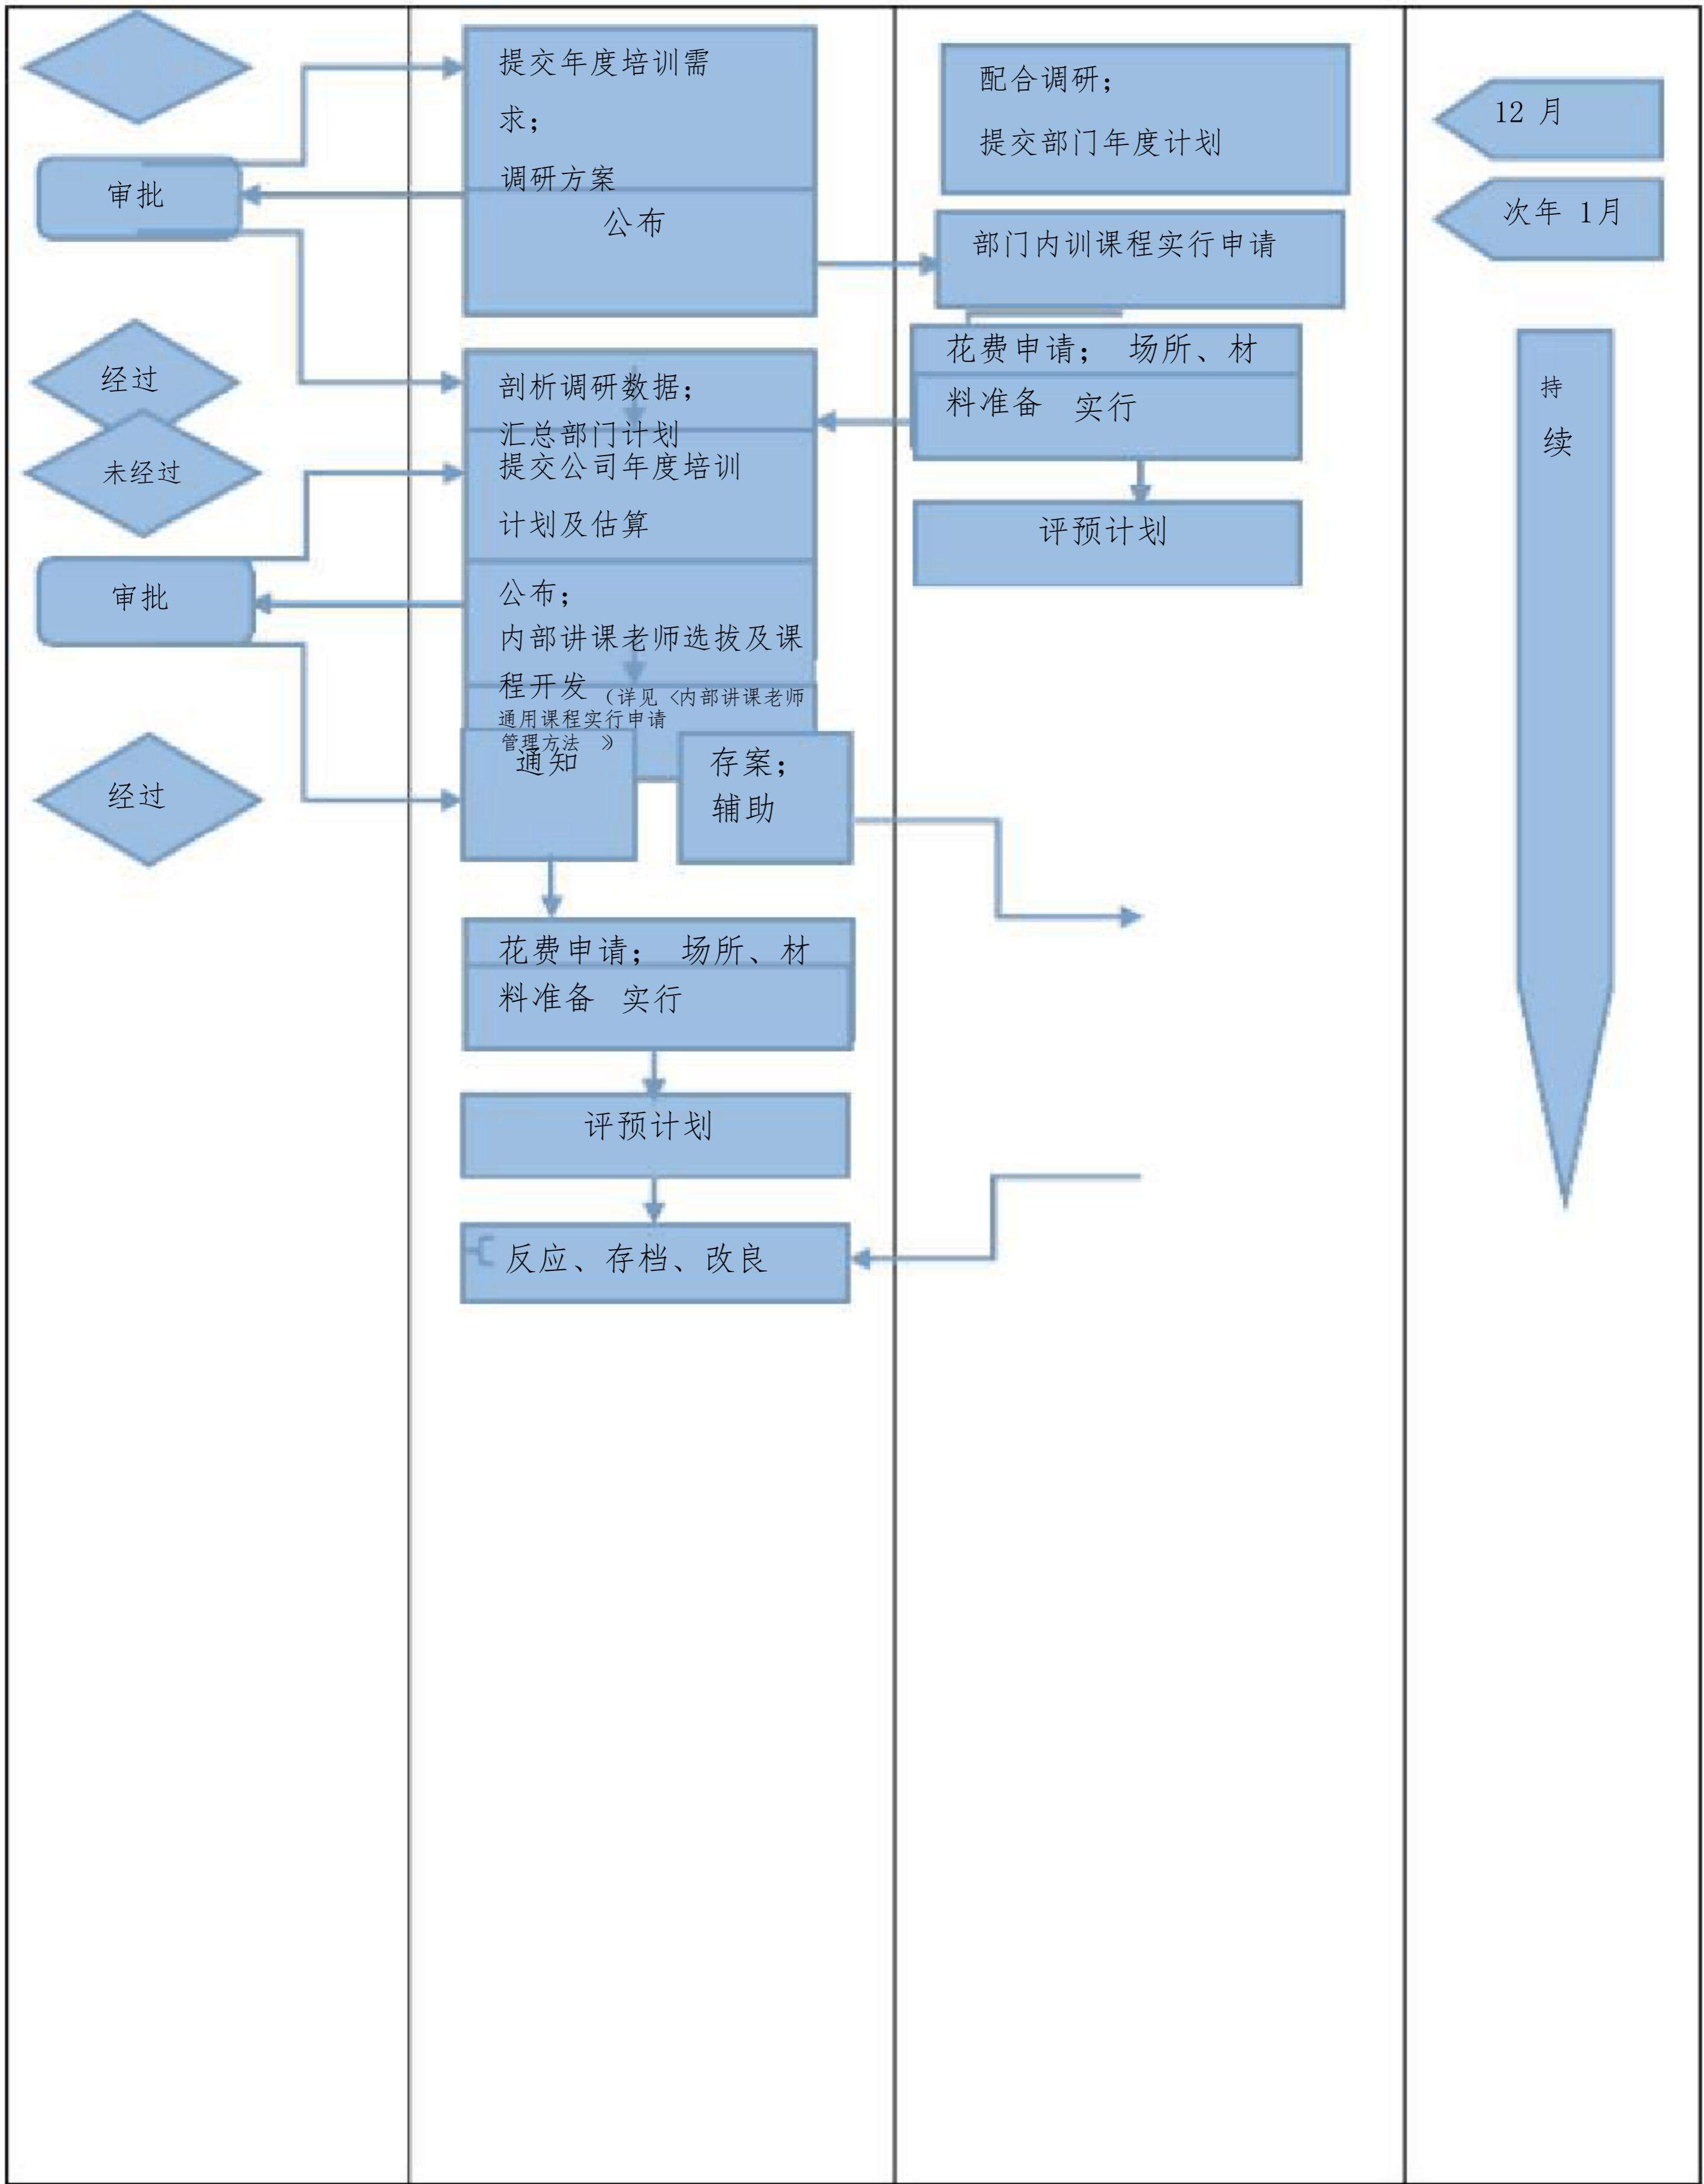 审批
经过
未经过
审批
经过
提交年度培训需
求；
调研方案
公布
剖析调研数据；
汇总部门计划
提交公司年度培训
计划及估算
公布；
内部讲课老师选拔及课
程开发（详见〈内部讲课老师
通用课程实行申请
管理方法 》
通知
存案；
辅助
花费申请； 场所、材
料准备 实行
评预计划
反应、存档、改良
配合调研；
提交部门年度计划
部门内训课程实行申请
花费申请； 场所、材
料准备 实行
评预计划
12 月
次年 1月
持
续